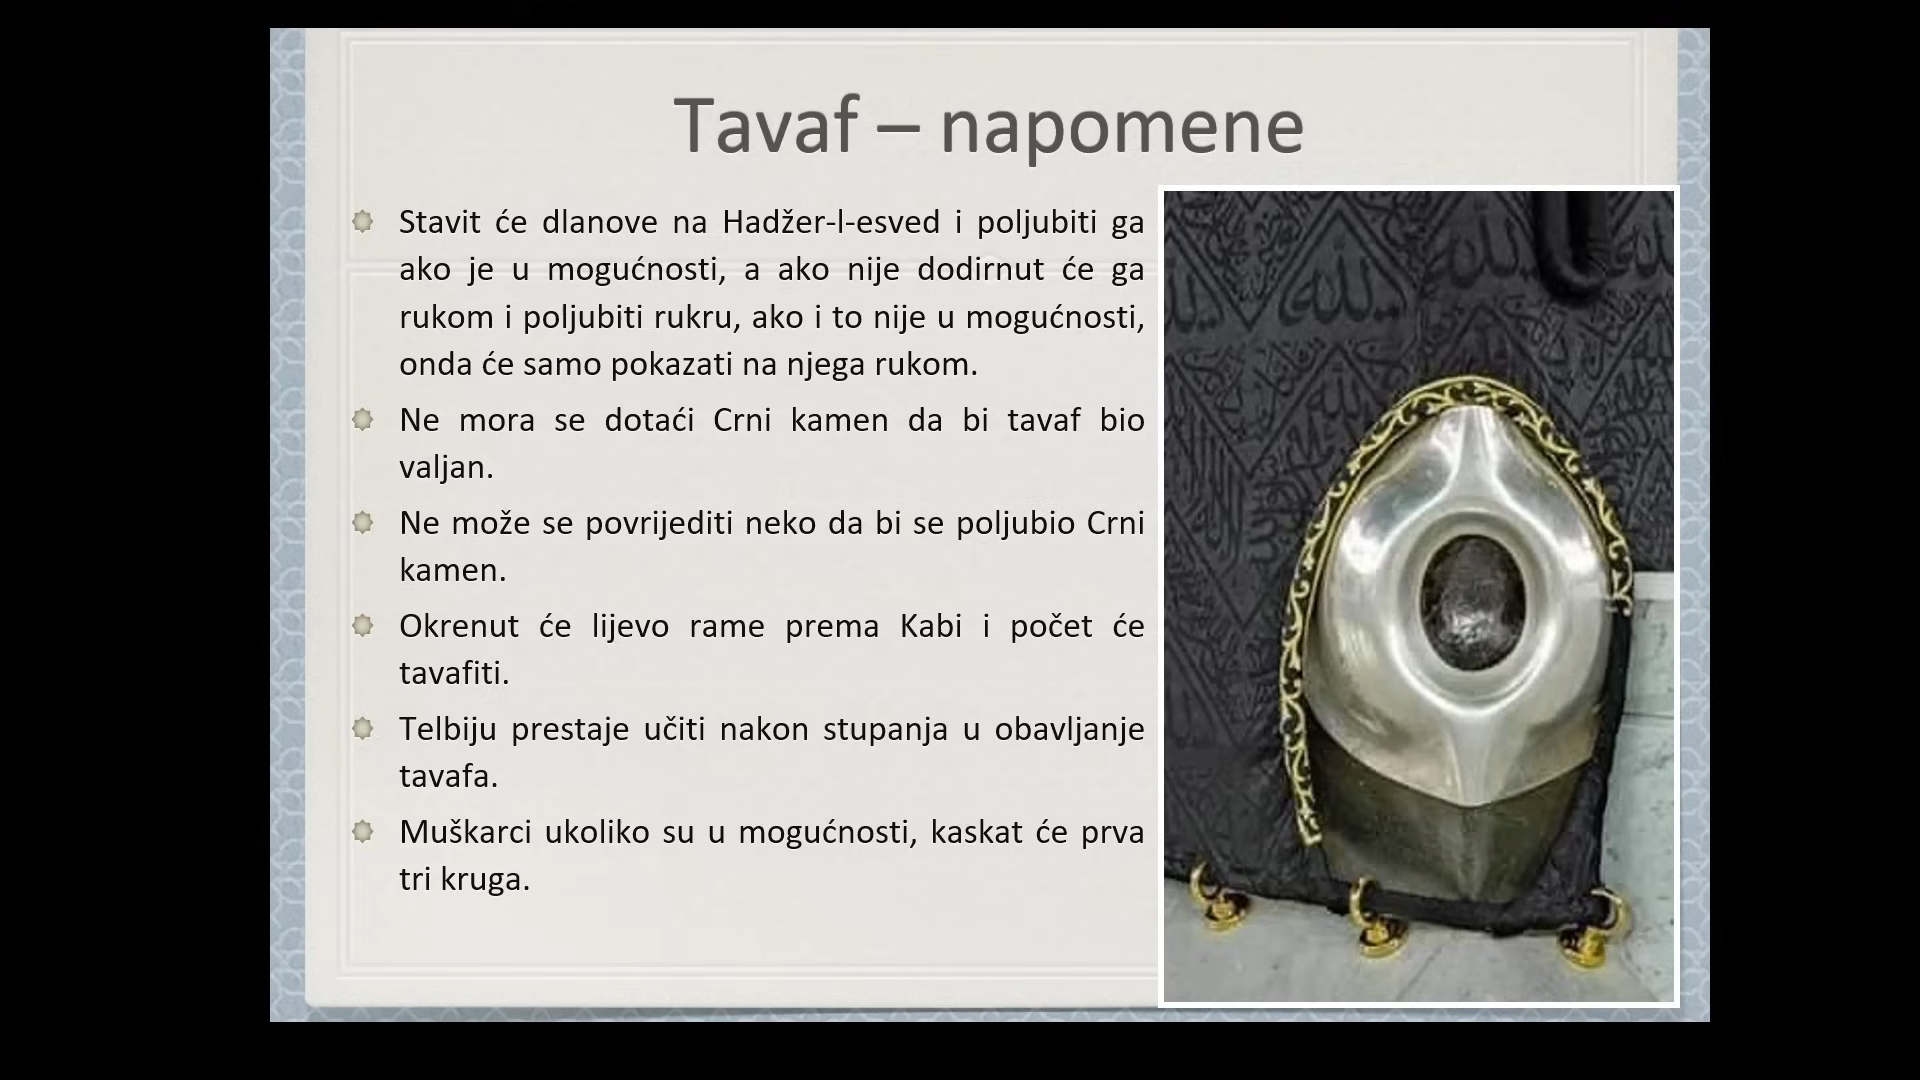 Tavaf – napomene
Stavit će dlanove na Hadžer-l-esved i poljubiti ga
ako je u mogućnosti, a ako nije dodirnut će ga
rukom i poljubiti rukru, ako i to nije u mogućnosti,
onda će samo pokazati na njega rukom.
Ne mora se dotaći Crni kamen da bi tavaf bio
valjan.
Ne može se povrijediti neko da bi se poljubio Crni
kamen.
Okrenut će lijevo rame prema Kabi i počet će
tavafiti.
Telbiju prestaje učiti nakon stupanja u obavljanje
tavafa.
Muškarci ukoliko su u mogućnosti, kaskat će prva
tri kruga.
الله